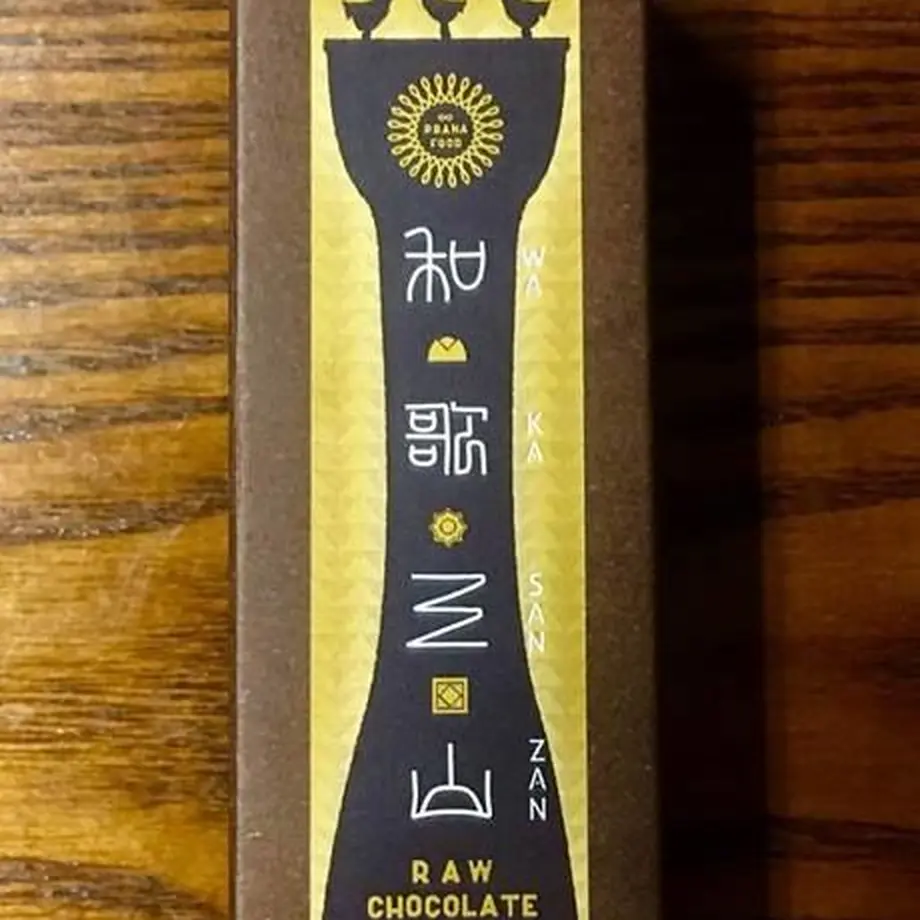 PRANA
FOOD
和歌三山
WA KA SAN ZAN
RAW
CHOCOLATE